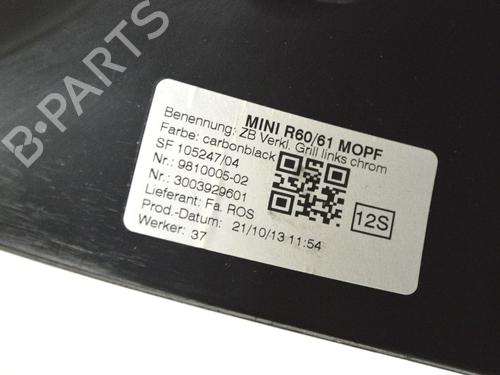 B-PARTS
MINI R60/61 MOPF
Benennung: ZB Verkl. Grill links chrom
Farbe: carbonblack
SF 105247/04
Nr.: 9810005-02
Nr.: 3003929601
Lieferant: Fa. ROS
Prod.-Datum: 21/10/13 11:54
Werker: 37
12S